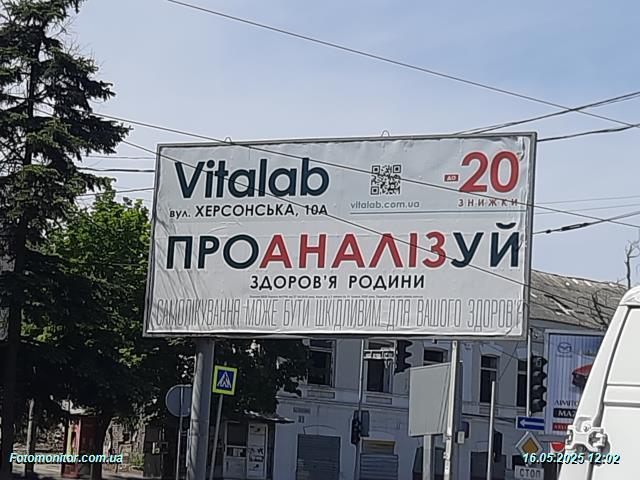 Vitalab
вул. ХЕРСОНСЬКА, 10А
vitalab.com.ua
ДО 20
ЗНИЖКИ
ПРОАНАЛІЗУЙ
ЗДОРОВ'Я РОДИНИ
САМОЛІКУВАННЯ МОЖЕ БУТИ ШКІДЛИВИМ ДЛЯ ВАШОГО ЗДОРОВ'Я
СТОП
Fotomonitor.com.ua
16.05.2025 12:02